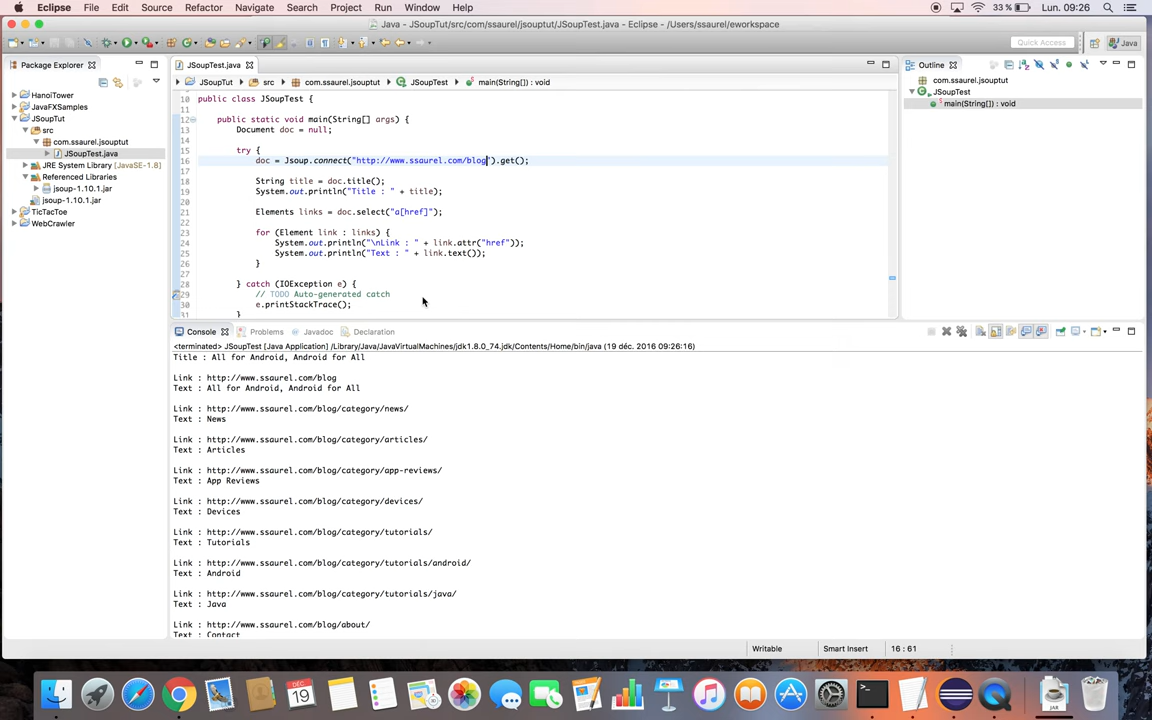 Eclipse File Edit Source Refactor Navigate Search Project Run Window Help 33 % Lun. 09:26
Java - JSoupTut/src/com/ssaurel/jsouptut/JSoupTest.java - Eclipse - /Users/ssaurel/eworkspace
Quick Access Java
Package Explorer
HanoiTower
JavaFXSamples
JSoupTut
src
com.ssaurel.jsouptut
JSoupTest.java
JRE System Library [JavaSE-1.8]
Referenced Libraries
jsoup-1.10.1.jar
jsoup-1.10.1.jar
TicTacToe
WebCrawler
JSoupTest.java
JSoupTut src com.ssaurel.jsouptut JSoupTest main(String[]) : void
10 public class JSoupTest {
11
12 public static void main(String[] args) {
13 Document doc = null;
14
15 try {
16 doc = Jsoup.connect("http://www.ssaurel.com/blog").get();
17
18 String title = doc.title();
19 System.out.println("Title : " + title);
20
21 Elements links = doc.select("a[href]");
22
23 for (Element link : links) {
24 System.out.println("\nLink : " + link.attr("href"));
25 System.out.println("Text : " + link.text());
26 }
27
28 } catch (IOException e) {
29 // TODO Auto-generated catch
30 e.printStackTrace();
31 }
Outline
com.ssaurel.jsouptut
JSoupTest
main(String[]) : void
Console Problems Javadoc Declaration
<terminated> JSoupTest [Java Application] /Library/Java/JavaVirtualMachines/jdk1.8.0_74.jdk/Contents/Home/bin/java (19 déc. 2016 09:26:16)
Title : All for Android, Android for All
Link : http://www.ssaurel.com/blog
Text : All for Android, Android for All
Link : http://www.ssaurel.com/blog/category/news/
Text : News
Link : http://www.ssaurel.com/blog/category/articles/
Text : Articles
Link : http://www.ssaurel.com/blog/category/app-reviews/
Text : App Reviews
Link : http://www.ssaurel.com/blog/category/devices/
Text : Devices
Link : http://www.ssaurel.com/blog/category/tutorials/
Text : Tutorials
Link : http://www.ssaurel.com/blog/category/tutorials/android/
Text : Android
Link : http://www.ssaurel.com/blog/category/tutorials/java/
Text : Java
Link : http://www.ssaurel.com/blog/about/
Text : Contact
Writable Smart Insert 16 : 61
DÉC
19
JAR